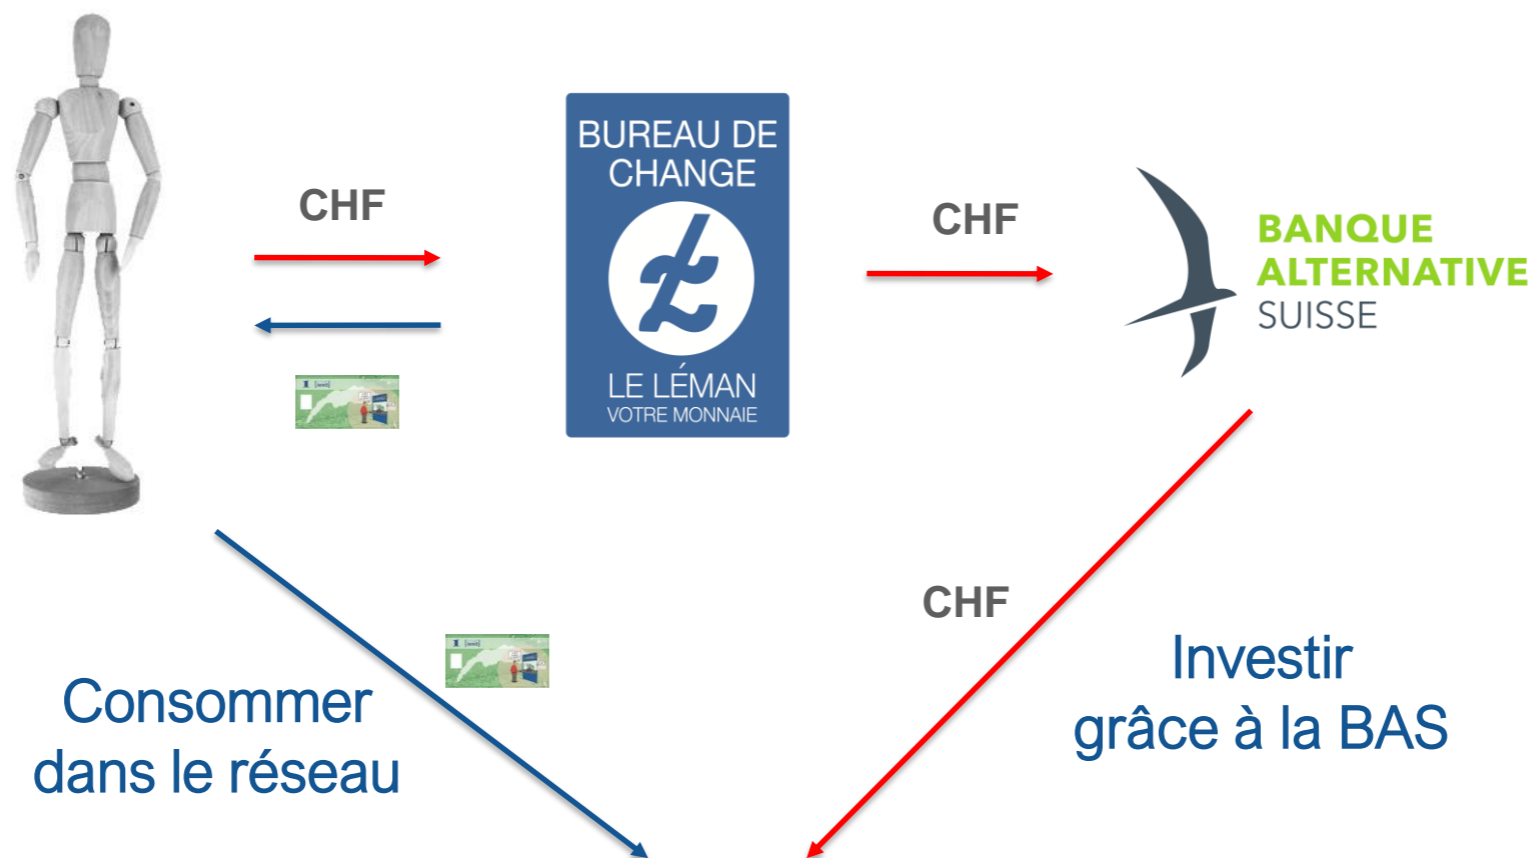 CHF
BUREAU DE
CHANGE
LE LÉMAN
VOTRE MONNAIE
CHF
BANQUE
ALTERNATIVE
SUISSE
CHF
Consommer
dans le réseau
Investir
grâce à la BAS